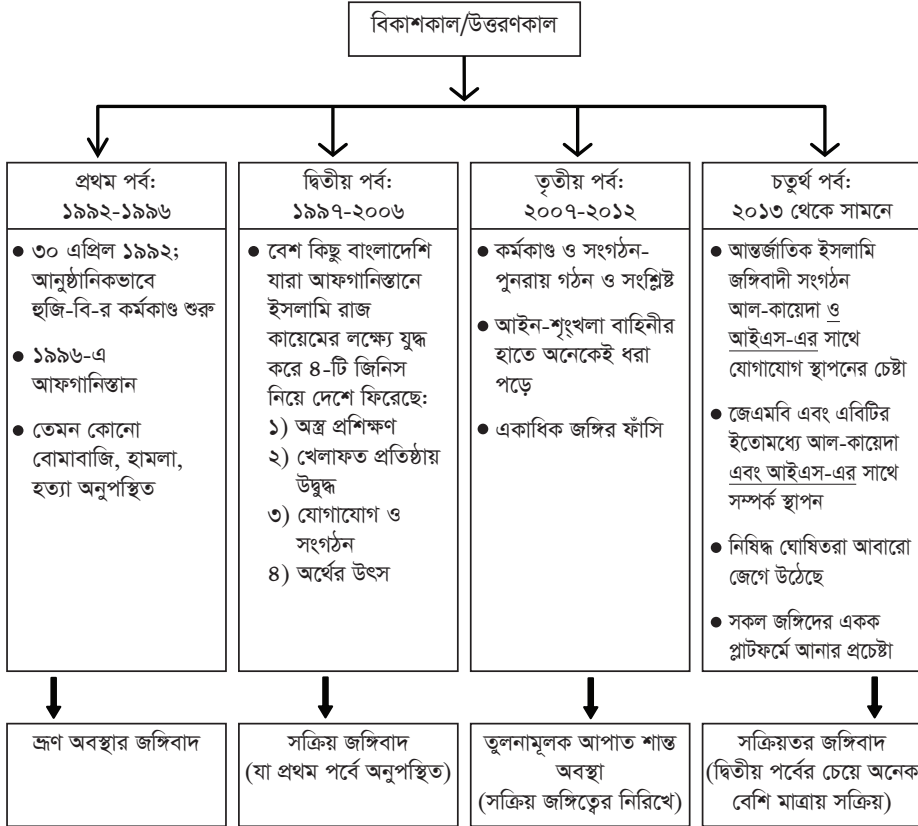 বিকাশকাল/উত্তরণকাল
প্রথম পর্ব:
১৯৯২-১৯৯৬
● ৩০ এপ্রিল ১৯৯২;
আনুষ্ঠানিকভাবে
হুজি-বি-র কর্মকাণ্ড শুরু
● ১৯৯৬-এ
আফগানিস্তান
● তেমন কোনো
বোমাবাজি, হামলা,
হত্যা অনুপস্থিত
ভ্রূণ অবস্থার জঙ্গিবাদ
দ্বিতীয় পর্ব:
১৯৯৭-২০০৬
● বেশ কিছু বাংলাদেশি
যারা আফগানিস্তানে
ইসলামি রাজ
কায়েমের লক্ষ্যে যুদ্ধ
করে ৪-টি জিনিস
নিয়ে দেশে ফিরেছে:
১) অস্ত্র প্রশিক্ষণ
২) খেলাফত প্রতিষ্ঠায়
উদ্বুদ্ধ
৩) যোগাযোগ ও
সংগঠন
৪) অর্থের উৎস
সক্রিয় জঙ্গিবাদ
(যা প্রথম পর্বে অনুপস্থিত)
তৃতীয় পর্ব:
২০০৭-২০১২
● কর্মকাণ্ড ও সংগঠন-
পুনরায় গঠন ও সংশ্লিষ্ট
● আইন-শৃংখলা বাহিনীর
হাতে অনেকেই ধরা
পড়ে
● একাধিক জঙ্গির ফাঁসি
তুলনামূলক আপাত শান্ত
অবস্থা
(সক্রিয় জঙ্গিত্বের নিরিখে)
চতুর্থ পর্ব:
২০১৩ থেকে সামনে
● আন্তর্জাতিক ইসলামি
জঙ্গিবাদী সংগঠন
আল-কায়েদা ও
আইএস-এর সাথে
যোগাযোগ স্থাপনের চেষ্টা
● জেএমবি এবং এবিটির
ইতোমধ্যে আল-কায়েদা
এবং আইএস-এর সাথে
সম্পর্ক স্থাপন
● নিষিদ্ধ ঘোষিতরা আবারো
জেগে উঠেছে
● সকল জঙ্গিদের একক
প্লাটফর্মে আনার প্রচেষ্টা
সক্রিয়তর জঙ্গিবাদ
(দ্বিতীয় পর্বের চেয়ে অনেক
বেশি মাত্রায় সক্রিয়)